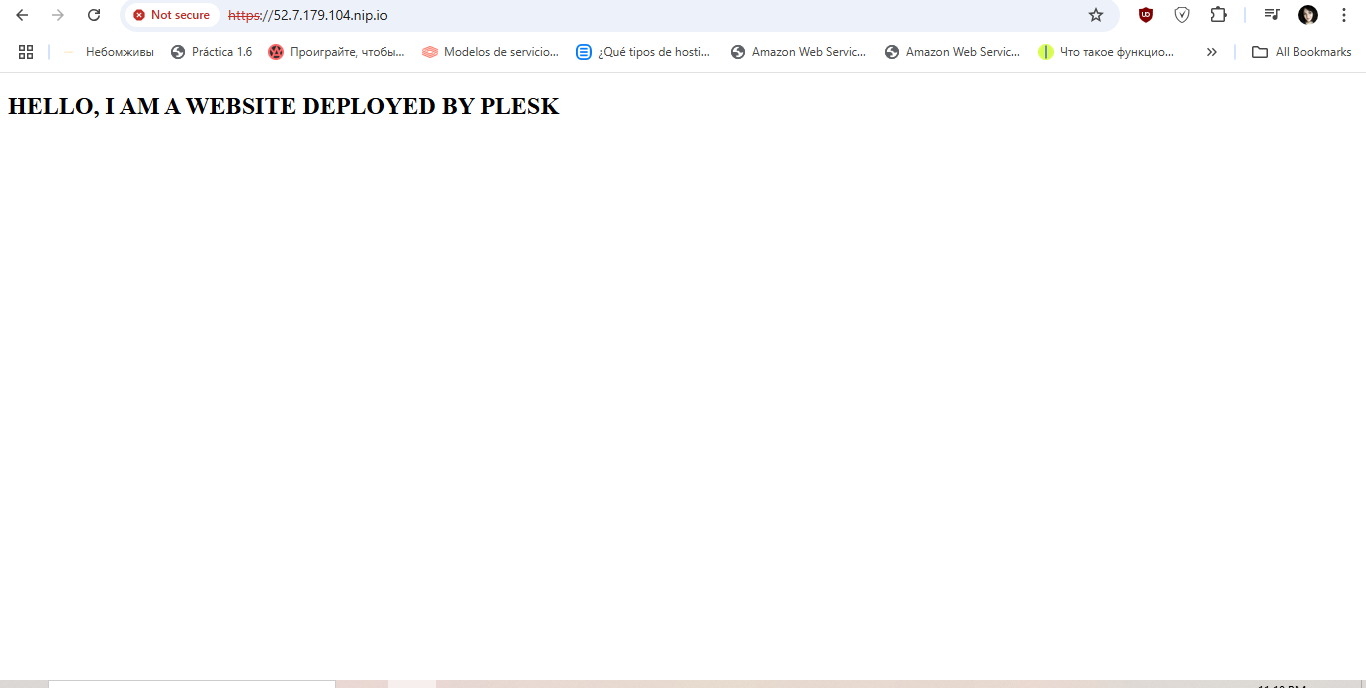 Not secure https://52.7.179.104.nip.io
Небомживы Práctica 1.6 Проиграйте, чтобы... Modelos de servicio... ¿Qué tipos de hosti... Amazon Web Servic... Amazon Web Servic... Что такое функцио... » All Bookmarks
HELLO, I AM A WEBSITE DEPLOYED BY PLESK